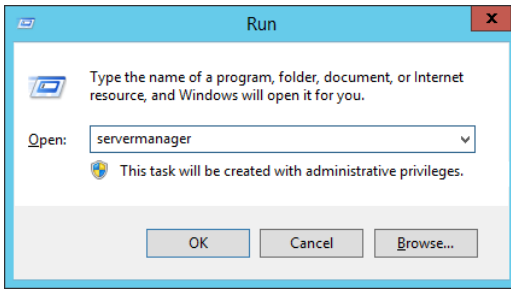 Run
x
Type the name of a program, folder, document, or Internet
resource, and Windows will open it for you.
Open:
servermanager
This task will be created with administrative privileges.
OK Cancel Browse...